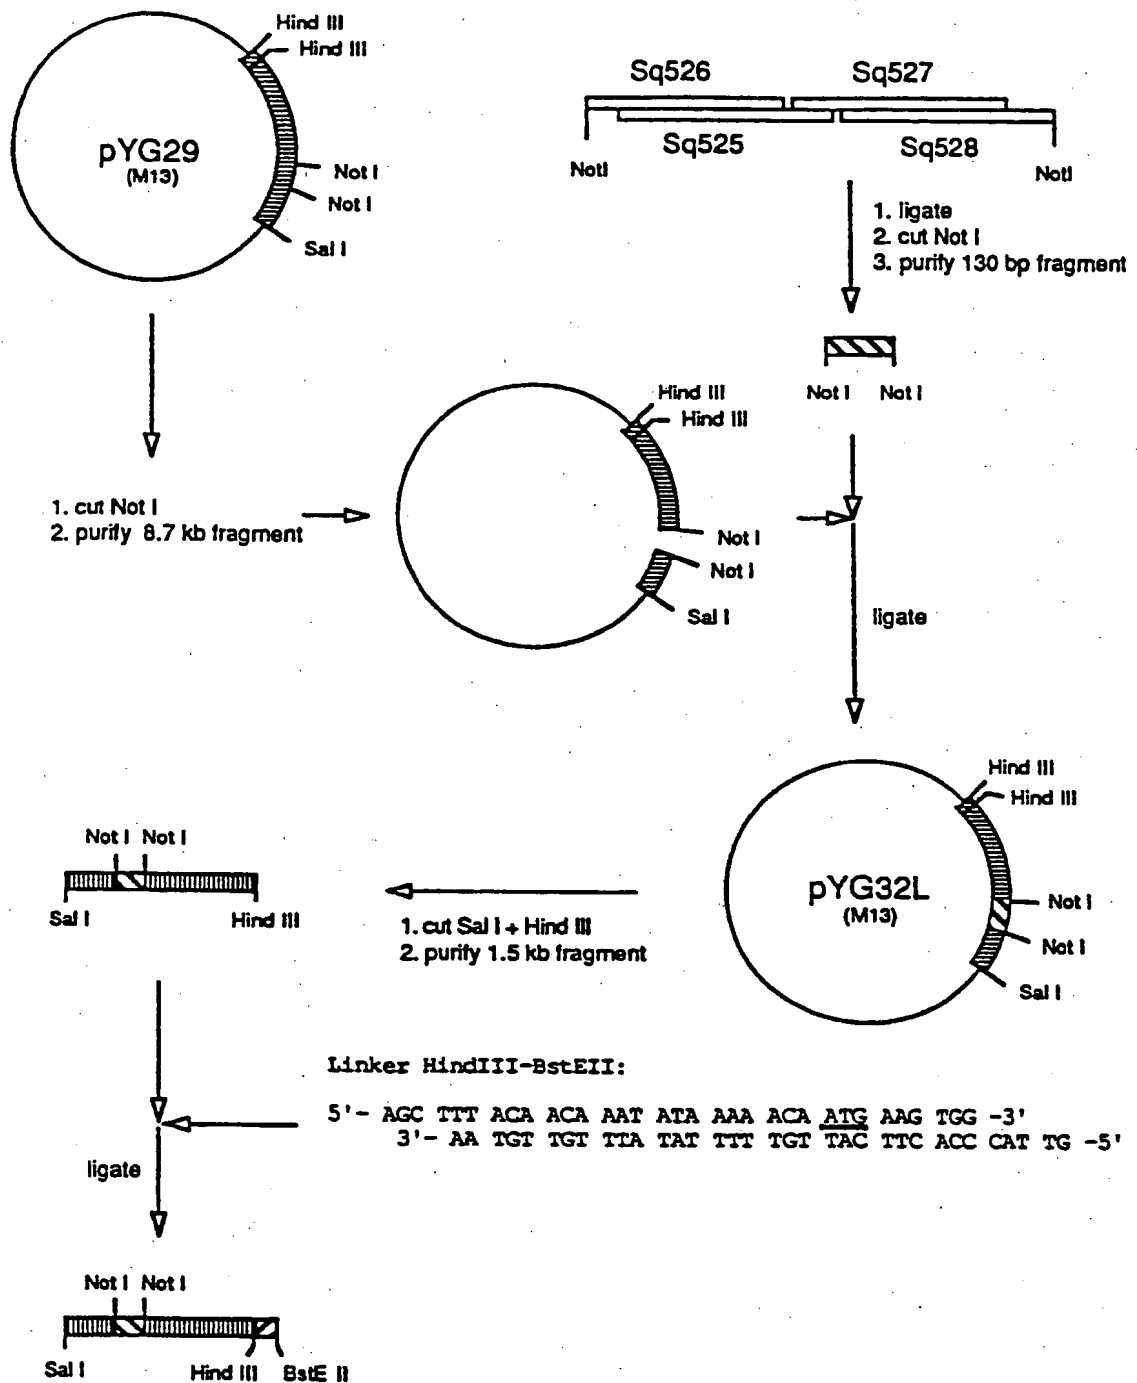 Hind III
Hind III
pYG29
(M13)
Not I
Not I
Sal I
Sq526
Sq527
Sq525
Sq528
NotI
NotI
1. ligate
2. cut Not I
3. purify 130 bp fragment
Not I Not I
1. cut Not I
2. purify 8.7 kb fragment
Hind III
Hind III
Not I
Not I
Sal I
ligate
Hind III
Hind III
pYG32L
(M13)
Not I
Not I
Sal I
1. cut Sal I + Hind III
2. purify 1.5 kb fragment
Not I Not I
Sal I
Hind III
Linker HindIII-BstEII:
5'- AGC TTT ACA ACA AAT ATA AAA ACA ATG AAG TGG -3'
3'- AA TGT TGT TTA TAT TTT TGT TAC TTC ACC CAT TG -5'
ligate
Not I Not I
Sal I
Hind III
BstE II